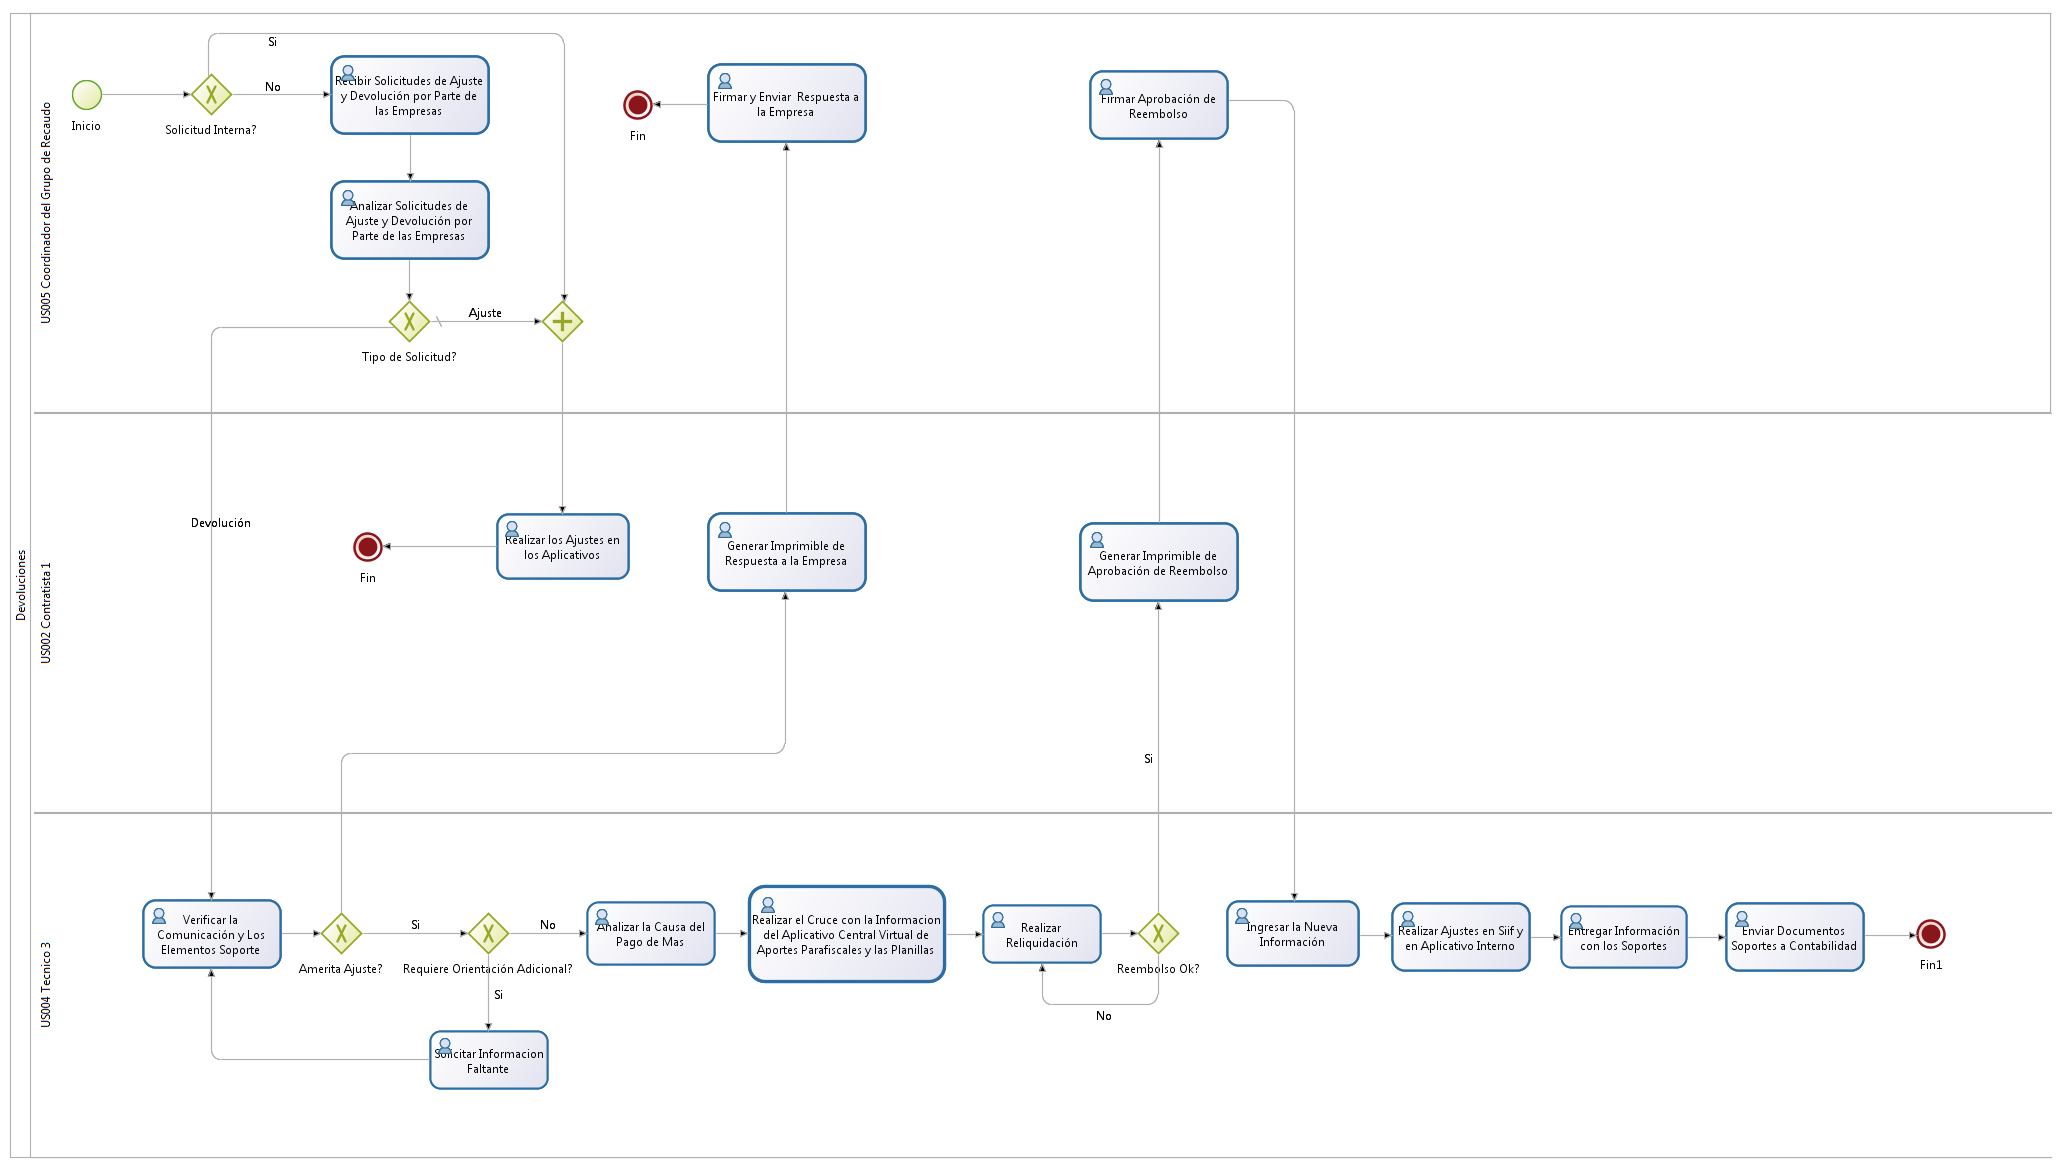 Devoluciones
US005 Coordinador del Grupo de Recaudo
Si
Inicio
Solicitud Interna?
No
Recibir Solicitudes de Ajuste
y Devolución por Parte de
las Empresas
Analizar Solicitudes de
Ajuste y Devolución por
Parte de las Empresas
Tipo de Solicitud?
Ajuste
Fin
Firmar y Enviar Respuesta a
la Empresa
Firmar Aprobación de
Reembolso
US002 Contratista 1
Devolución
Fin
Realizar los Ajustes en
los Aplicativos
Generar Imprimible de
Respuesta a la Empresa
Generar Imprimible de
Aprobación de Reembolso
Si
US004 Tecnico 3
Verificar la
Comunicación y Los
Elementos Soporte
Amerita Ajuste?
Si
Requiere Orientación Adicional?
No
Si
Solicitar Informacion
Faltante
Analizar la Causa del
Pago de Mas
Realizar el Cruce con la Informacion
del Aplicativo Central Virtual de
Aportes Parafiscales y las Planillas
Realizar
Reliquidación
Reembolso Ok?
No
Ingresar la Nueva
Información
Realizar Ajustes en Siif y
en Aplicativo Interno
Entregar Información
con los Soportes
Enviar Documentos
Soportes a Contabilidad
Fin1